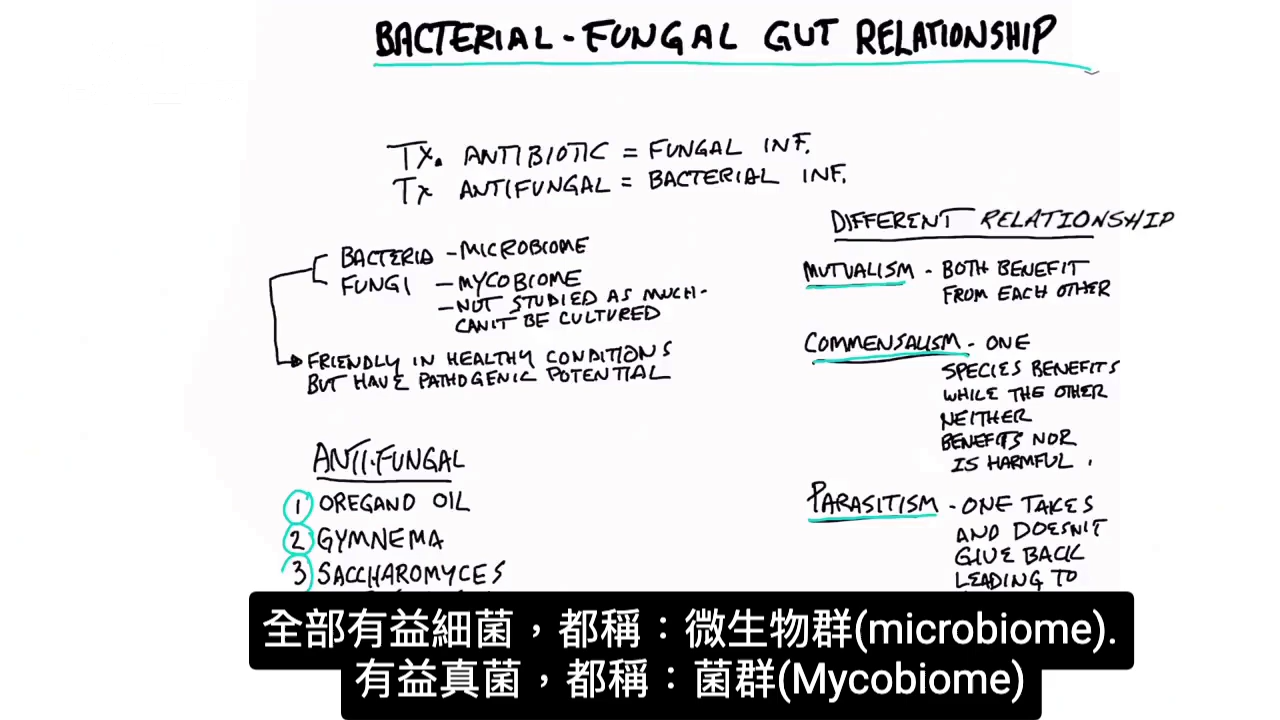 BACTERIAL - FUNGAL GUT RELATIONSHIP
Tx. ANTIBIOTIC = FUNGAL INF.
Tx ANTIFUNGAL = BACTERIAL INF.
BACTERIA - MICROBIOME
FUNGI - MYCOBIOME
- NOT STUDIED AS MUCH -
CAN'T BE CULTURED
FRIENDLY IN HEALTHY CONDITIONS
BUT HAVE PATHOGENIC POTENTIAL
ANTI-FUNGAL
1 OREGANO OIL
2 GYMNEMA
3 SACCHAROMYCES
DIFFERENT RELATIONSHIP
MUTUALISM - BOTH BENEFIT
FROM EACH OTHER
COMMENSALISM - ONE
SPECIES BENEFITS
WHILE THE OTHER
NEITHER
BENEFITS NOR
IS HARMFUL.
PARASITISM - ONE TAKES
AND DOESN'T
GIVE BACK
LEADING TO
全部有益細菌，都稱：微生物群(microbiome).
有益真菌，都稱：菌群(Mycobiome)